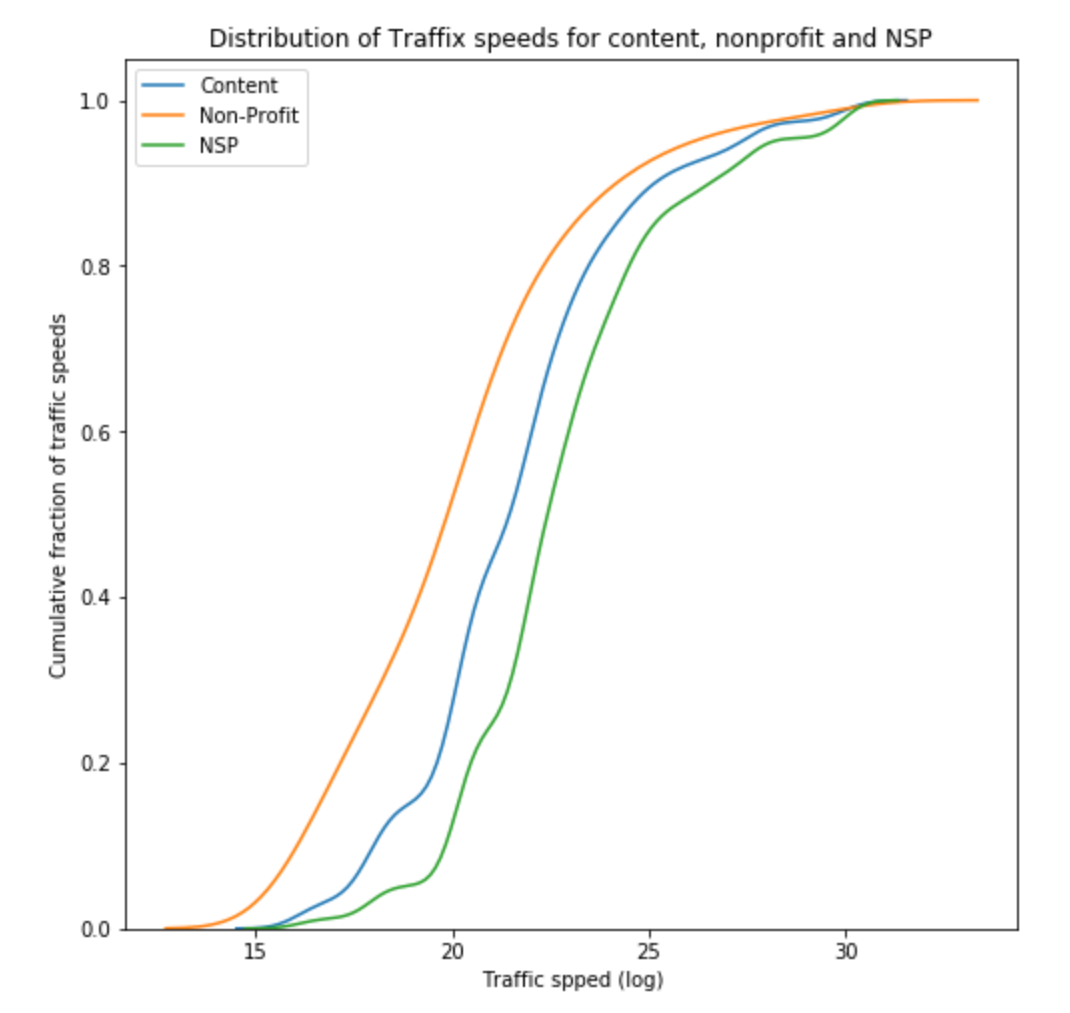 Distribution of Traffix speeds for content, nonprofit and NSP
Content
Non-Profit
NSP
1.0
0.8
0.6
0.4
0.2
0.0
Cumulative fraction of traffic speeds
15 20 25 30
Traffic spped (log)